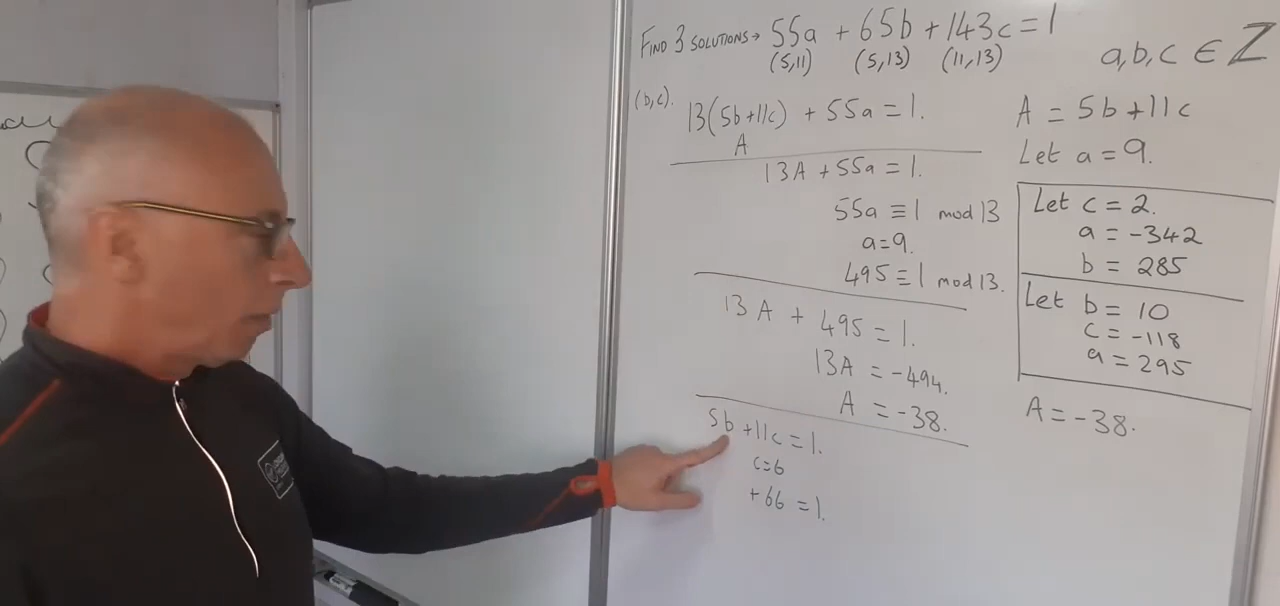 FIND 3 SOLUTIONS → 55a + 65b + 143c = 1
(5,11) (5,13) (11,13)
a, b, c ∈ ℤ
(b,c).
13(5b+11c) + 55a = 1.
A
13A + 55a = 1.
55a ≡ 1 mod 13
a=9.
495 ≡ 1 mod 13.
13A + 495 = 1.
13A = -494.
A = -38.
5b + 11c = 1.
c=6
+66 = 1.
A = 5b + 11c
Let a = 9.
Let c = 2.
a = -342
b = 285
Let b = 10
c = -118
a = 295
A = -38.